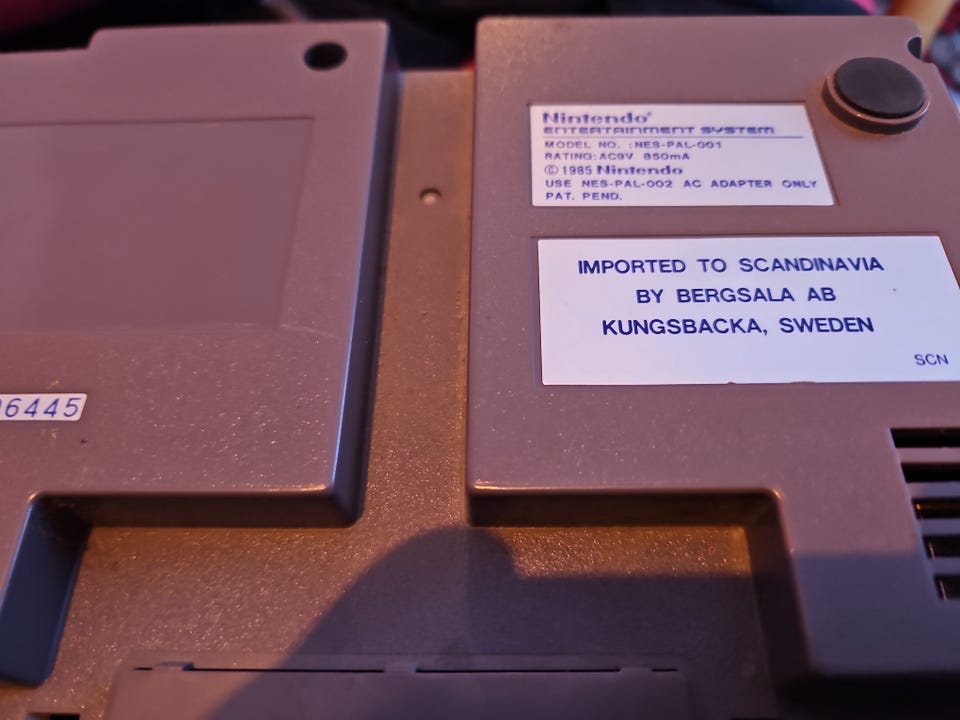 Nintendo®
ENTERTAINMENT SYSTEM
MODEL NO. :NES-PAL-001
RATING:AC9V 850mA
© 1985 Nintendo
USE NES-PAL-002 AC ADAPTER ONLY
PAT. PEND.
IMPORTED TO SCANDINAVIA
BY BERGSALA AB
KUNGSBACKA, SWEDEN
SCN
6445